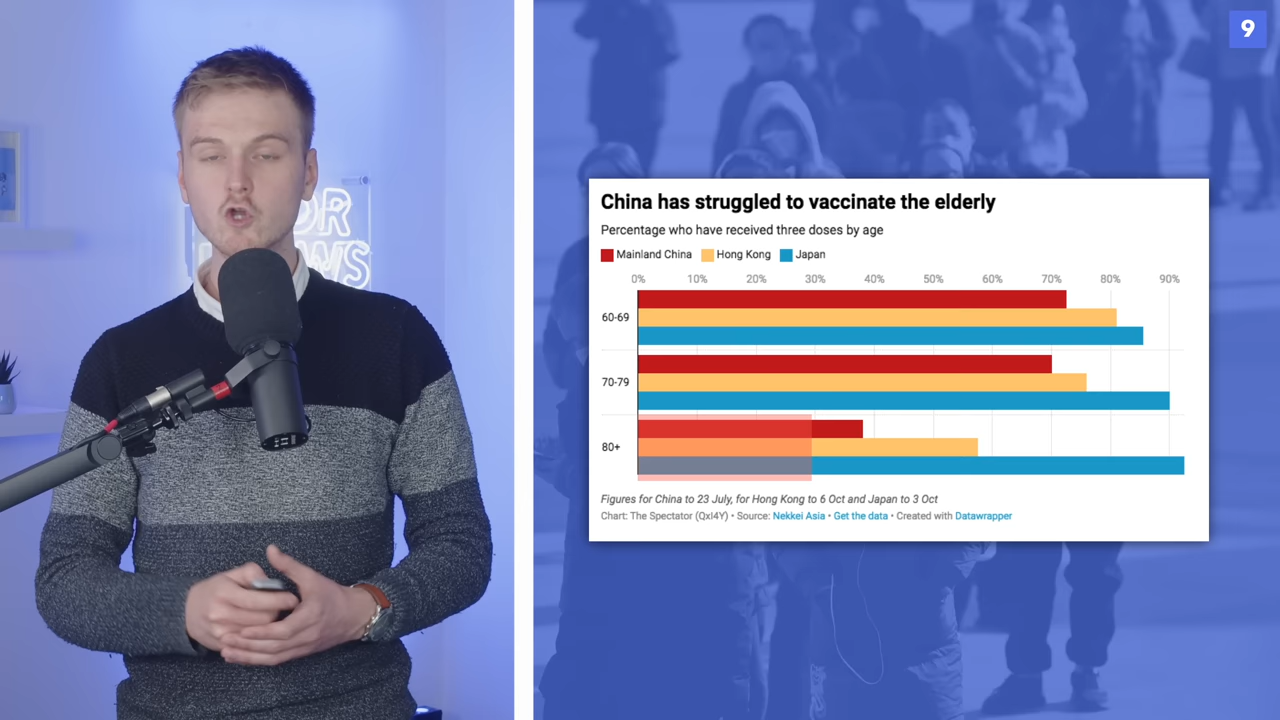 9
China has struggled to vaccinate the elderly
Percentage who have received three doses by age
Mainland China Hong Kong Japan
0% 10% 20% 30% 40% 50% 60% 70% 80% 90%
60-69
70-79
80+
Figures for China to 23 July, for Hong Kong to 6 Oct and Japan to 3 Oct
Chart: The Spectator (QxI4Y) • Source: Nekkei Asia • Get the data • Created with Datawrapper